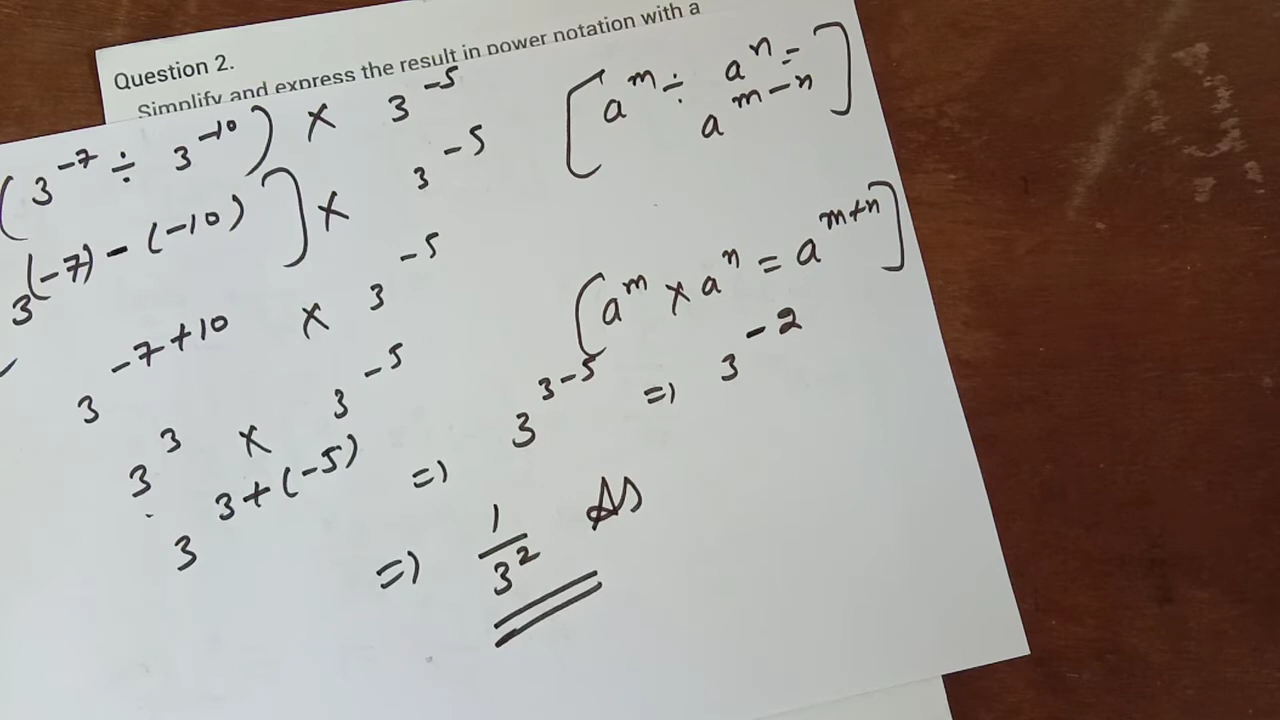 Question 2.
Simplify and express the result in power notation with a
(3^-7 ÷ 3^-10) × 3^-5 [a^m ÷ a^n = a^m-n]
3^(-7) - (-10)] × 3^-5
3^-7+10 × 3^-5 (a^m × a^n = a^m+n]
3^3 × 3^-5
3^3+(-5) => 3^3-5 => 3^-2
=> 1/3^2